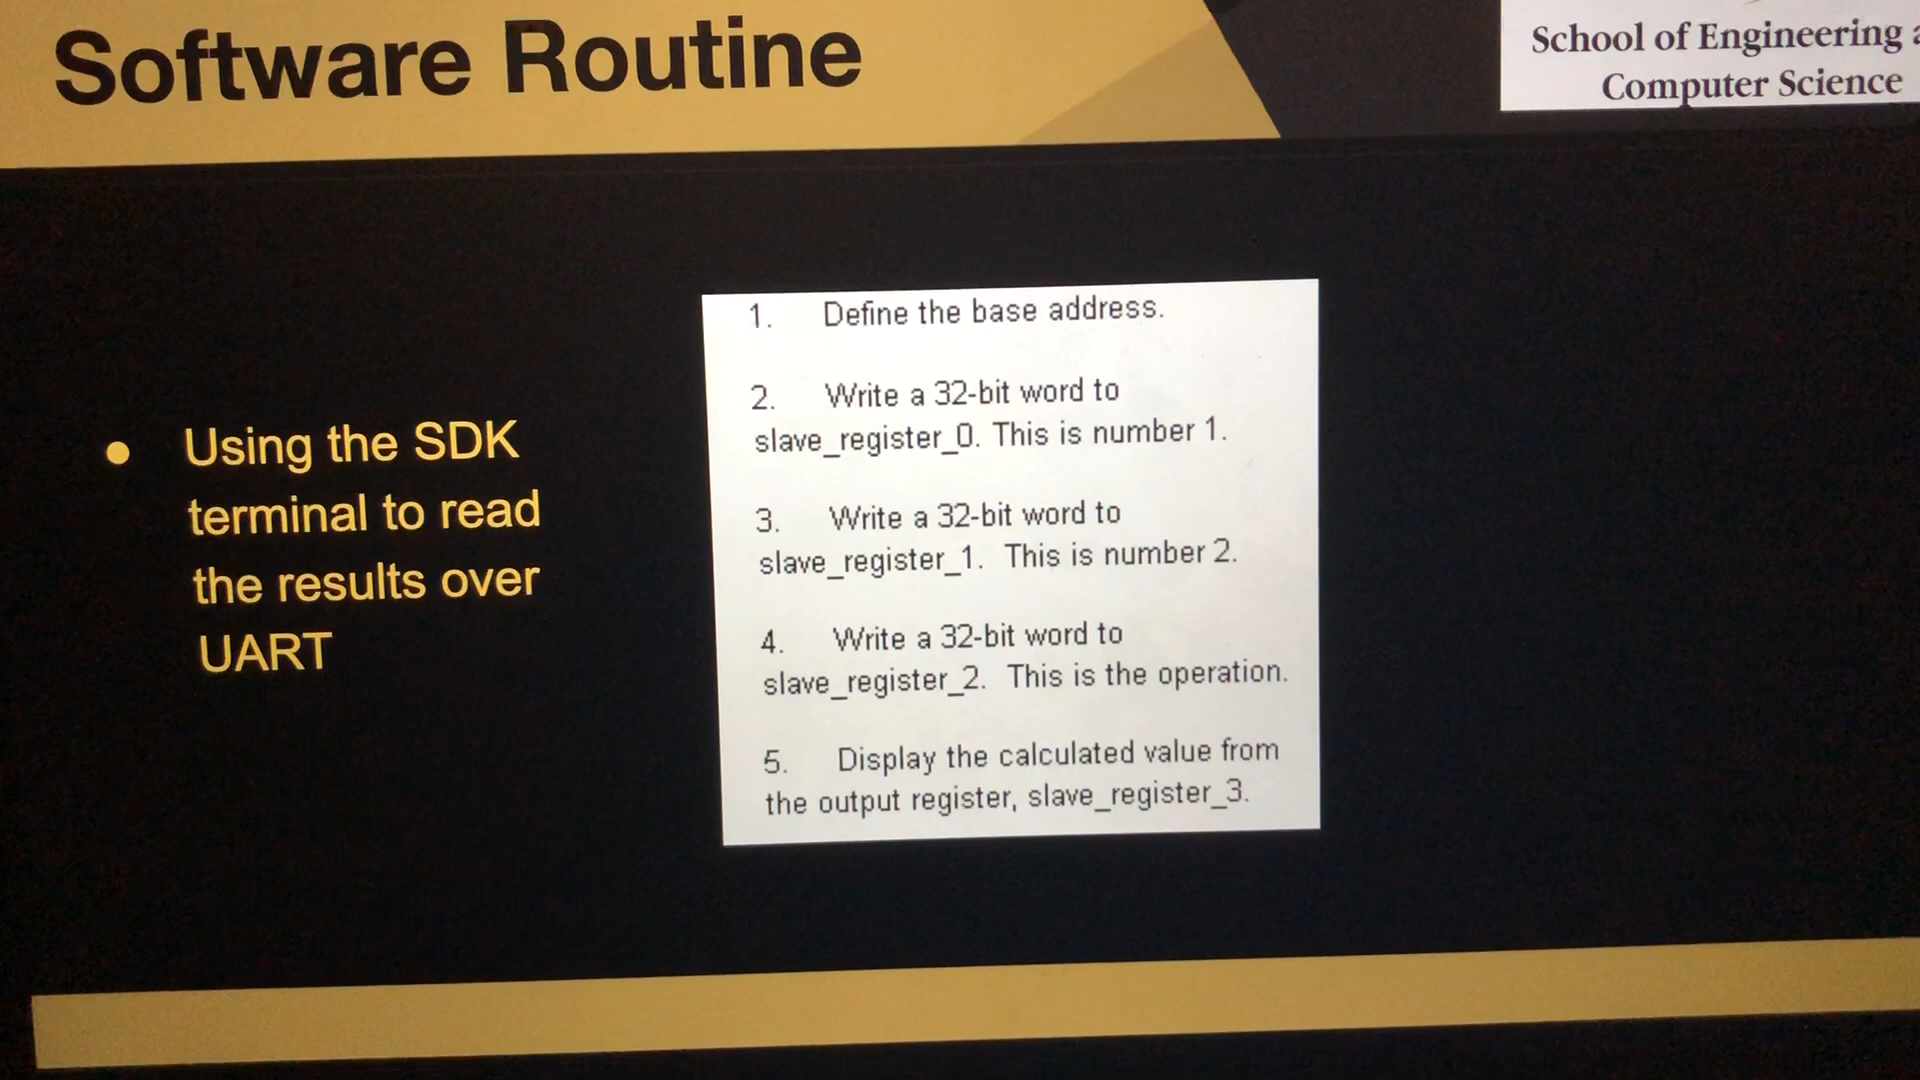 Software Routine
School of Engineering
Computer Science
● Using the SDK
terminal to read
the results over
UART
1. Define the base address.
2. Write a 32-bit word to
slave_register_0. This is number 1.
3. Write a 32-bit word to
slave_register_1. This is number 2.
4. Write a 32-bit word to
slave_register_2. This is the operation.
5. Display the calculated value from
the output register, slave_register_3.